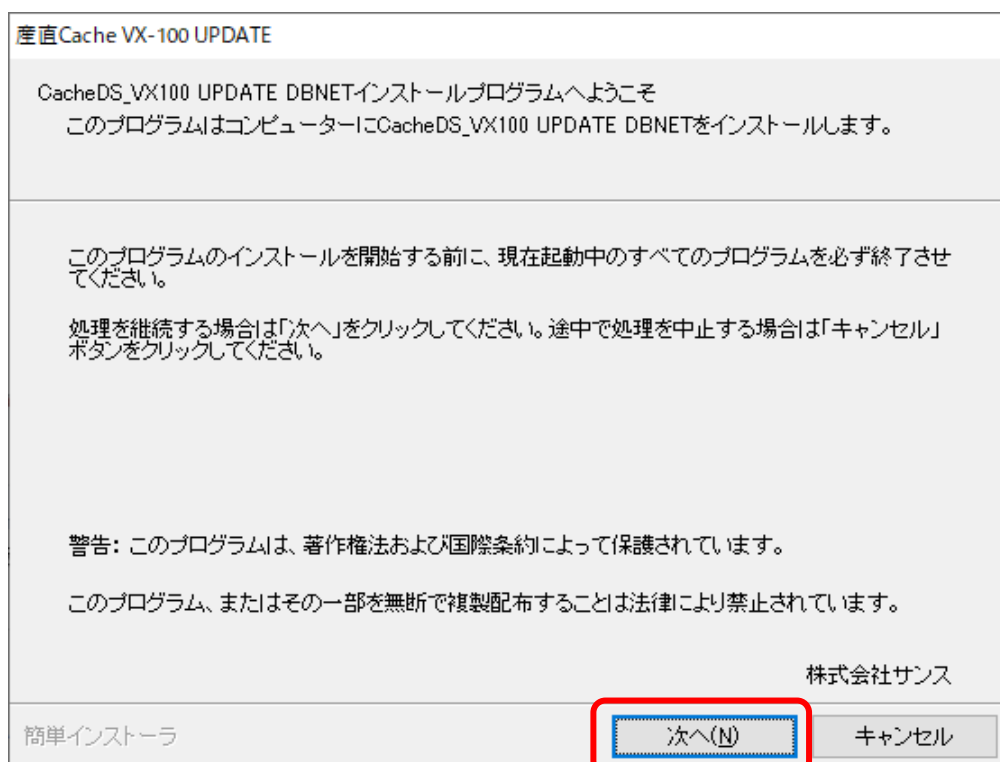 産直Cache VX-100 UPDATE
CacheDS_VX100 UPDATE DBNETインストールプログラムへようこそ
このプログラムはコンピューターにCacheDS_VX100 UPDATE DBNETをインストールします。
このプログラムのインストールを開始する前に、現在起動中のすべてのプログラムを必ず終了させ
てください。
処理を継続する場合は「次へ」をクリックしてください。途中で処理を中止する場合は「キャンセル」
ボタンをクリックしてください。
警告: このプログラムは、著作権法および国際条約によって保護されています。
このプログラム、またはその一部を無断で複製配布することは法律により禁止されています。
株式会社サンス
簡単インストーラ
次へ(N)
キャンセル